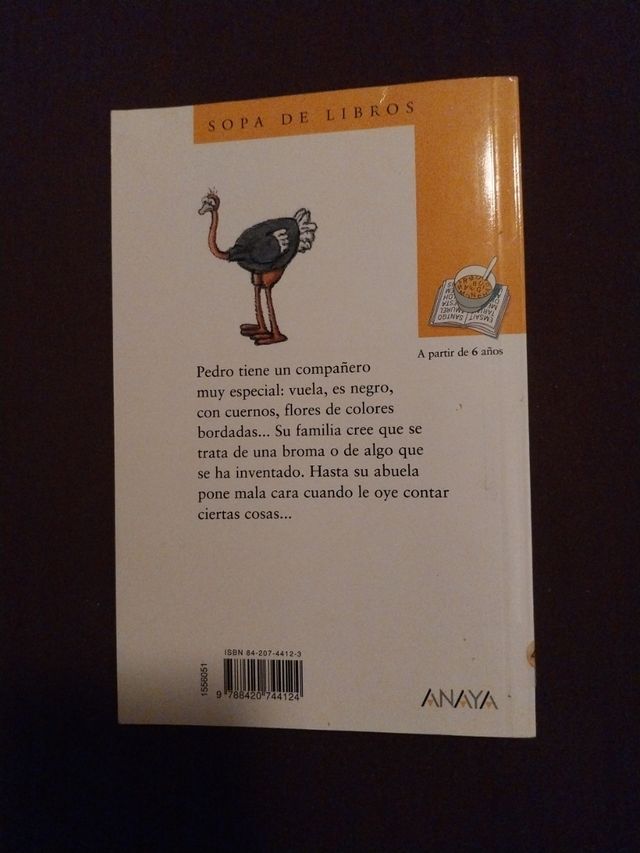 SOPA DE LIBROS
A partir de 6 años
Pedro tiene un compañero
muy especial: vuela, es negro,
con cuernos, flores de colores
bordadas... Su familia cree que se
trata de una broma o de algo que
se ha inventado. Hasta su abuela
pone mala cara cuando le oye contar
ciertas cosas...
ISBN 84-207-4412-3
1556051
9 788420 744124
ANAYA